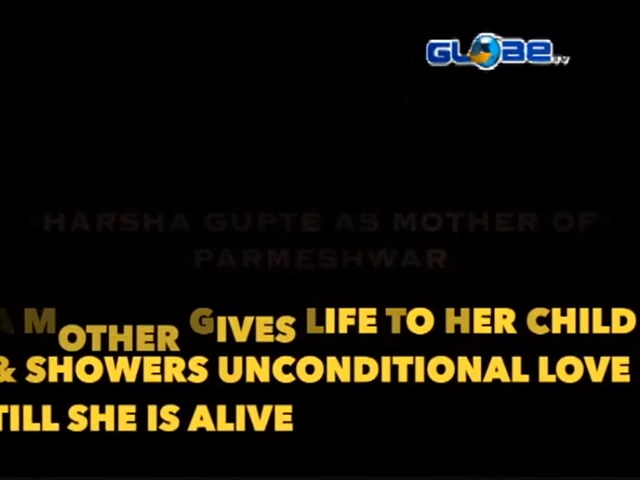 GLOBE TV
HARSHA GUPTE AS MOTHER OF
PARMESHWAR
A MOTHER GIVES LIFE TO HER CHILD
& SHOWERS UNCONDITIONAL LOVE
TILL SHE IS ALIVE